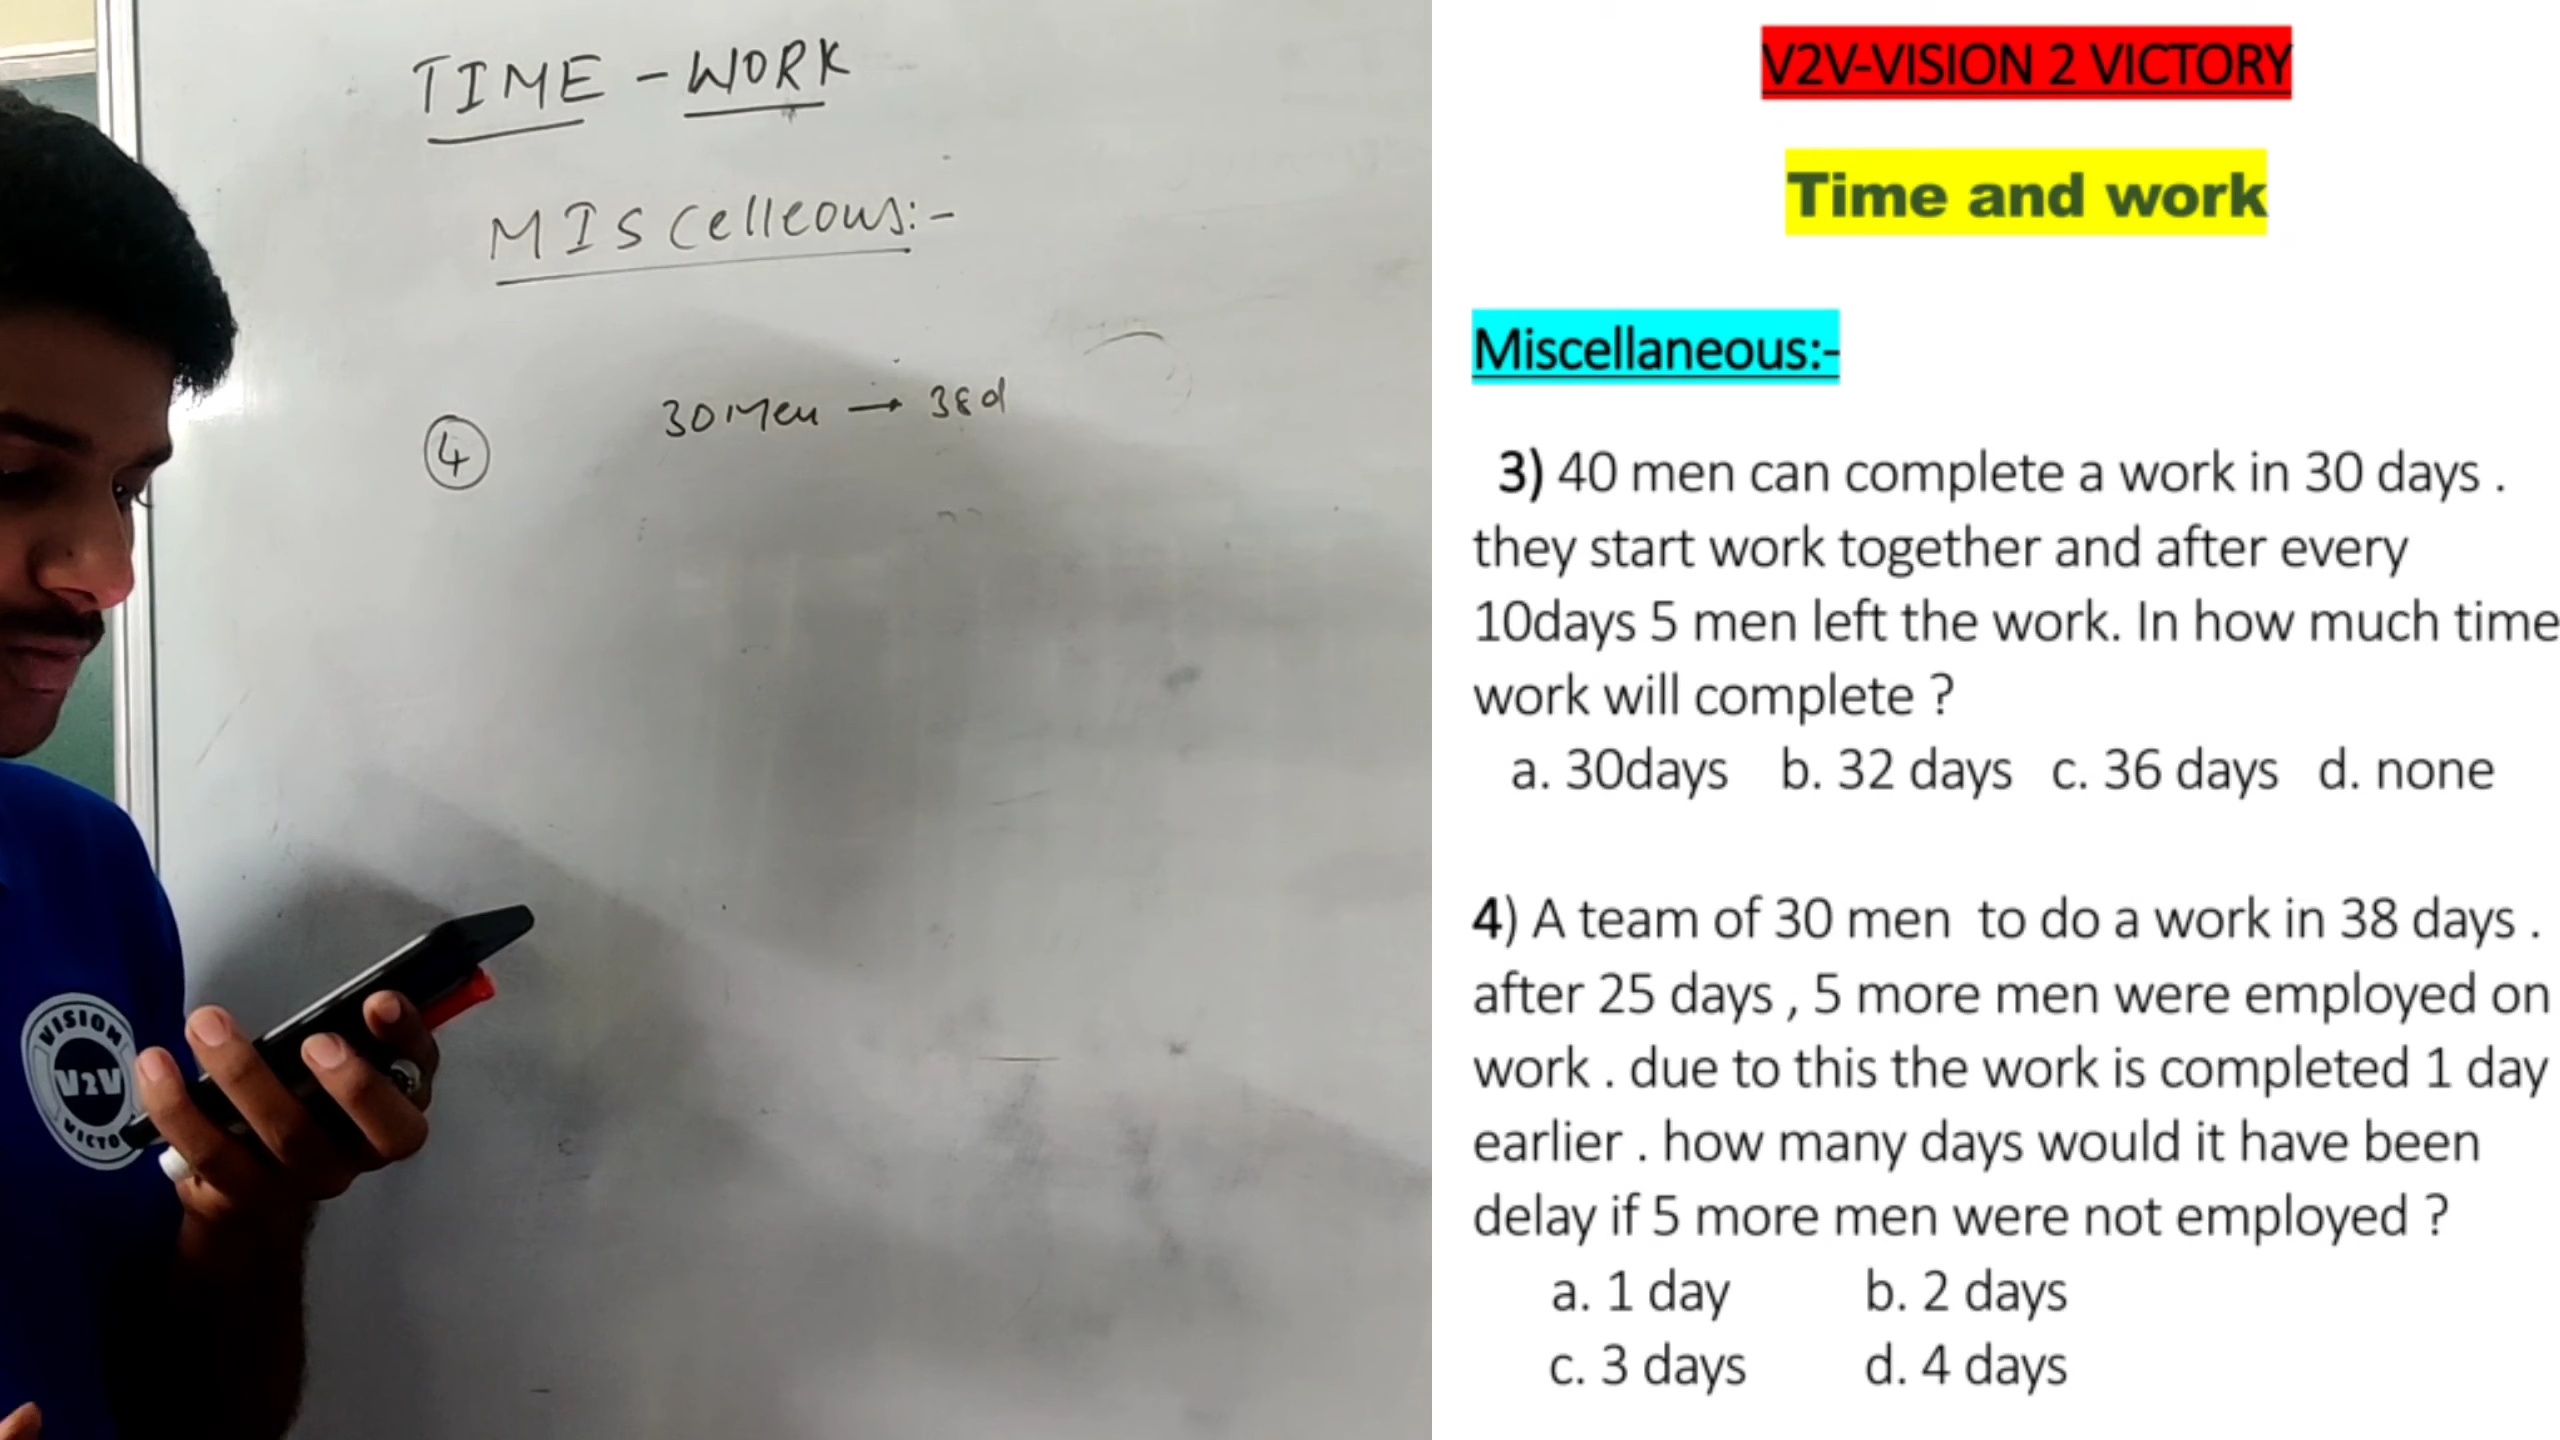 TIME - WORK
MIScelleous:-
4
30 Men → 38d
VISION
V2V
VICTO
V2V-VISION 2 VICTORY
Time and work
Miscellaneous:-
3) 40 men can complete a work in 30 days .
they start work together and after every
10days 5 men left the work. In how much time
work will complete ?
a. 30days b. 32 days c. 36 days d. none
4) A team of 30 men to do a work in 38 days .
after 25 days , 5 more men were employed on
work . due to this the work is completed 1 day
earlier . how many days would it have been
delay if 5 more men were not employed ?
a. 1 day b. 2 days
c. 3 days d. 4 days